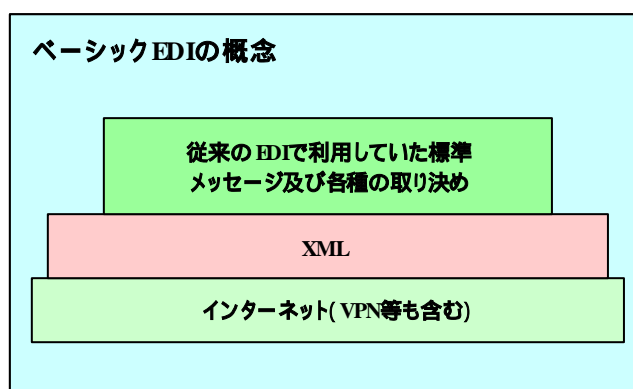 ベーシックEDIの概念
従来のEDIで利用していた標準
メッセージ及び各種の取り決め
XML
インターネット(VPN等も含む)